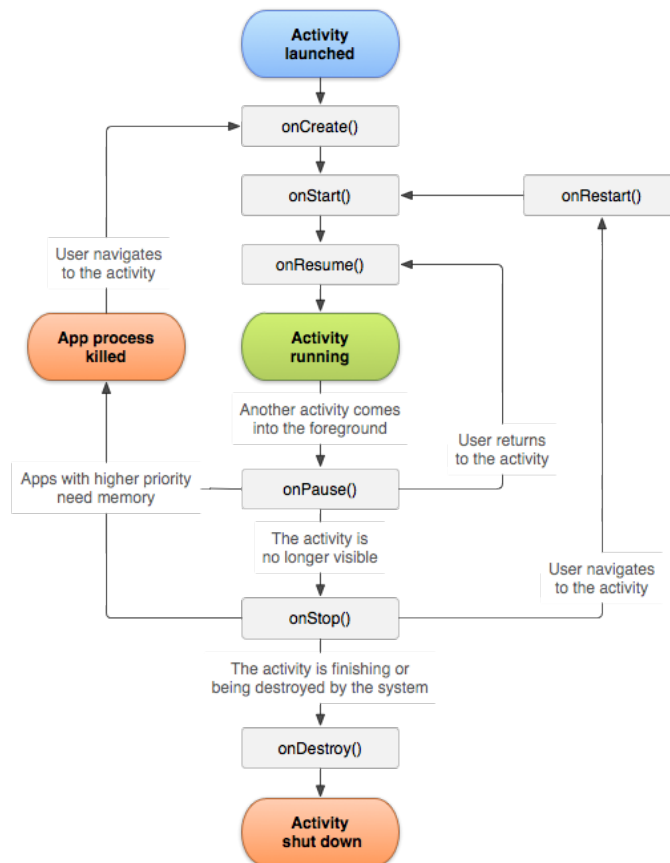 Activity
launched
onCreate()
onStart()
onRestart()
User navigates
to the activity
onResume()
App process
killed
Activity
running
Another activity comes
into the foreground
User returns
to the activity
Apps with higher priority
need memory
onPause()
The activity is
no longer visible
User navigates
to the activity
onStop()
The activity is finishing or
being destroyed by the system
onDestroy()
Activity
shut down